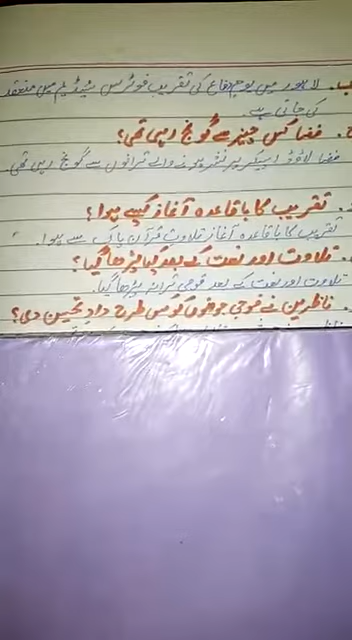 ب۔ لاہور میں یوم دفاع کی تقریب فورٹریس سٹیڈیم میں منعقد
کی جاتی ہے۔
ج۔ فضا کس چیز سے گونج رہی تھی؟
فضا لاؤڈ اسپیکر پر نشر ہونے والے ترانوں سے گونج رہی تھی
د۔ تقریب کا باقاعدہ آغاز کیسے ہوا؟
تقریب کا باقاعدہ آغاز تلاوت قرآن پاک سے ہوا۔
تلاوت اور نعت کے بعد کیا پڑھا گیا؟
تلاوت اور نعت کے بعد قومی ترانہ پڑھا گیا۔
ناظرین نے فوجی جوانوں کو کس طرح داد تحسین دی؟